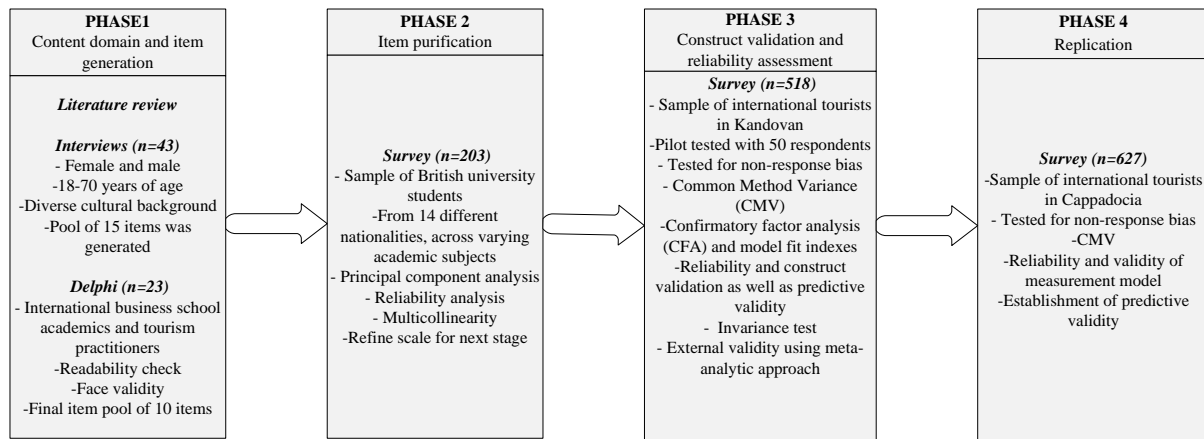 PHASE1
Content domain and item
generation
Literature review
Interviews (n=43)
- Female and male
-18-70 years of age
-Diverse cultural background
-Pool of 15 items was
generated
Delphi (n=23)
- International business school
academics and tourism
practitioners
-Readability check
-Face validity
-Final item pool of 10 items
PHASE 2
Item purification
Survey (n=203)
- Sample of British university
students
-From 14 different
nationalities, across varying
academic subjects
- Principal component analysis
- Reliability analysis
- Multicollinearity
-Refine scale for next stage
PHASE 3
Construct validation and
reliability assessment
Survey (n=518)
- Sample of international tourists
in Kandovan
-Pilot tested with 50 respondents
- Tested for non-response bias
- Common Method Variance
(CMV)
-Confirmatory factor analysis
(CFA) and model fit indexes
-Reliability and construct
validation as well as predictive
validity
- Invariance test
- External validity using meta-
analytic approach
PHASE 4
Replication
Survey (n=627)
-Sample of international tourists
in Cappadocia
- Tested for non-response bias
-CMV
-Reliability and validity of
measurement model
-Establishment of predictive
validity